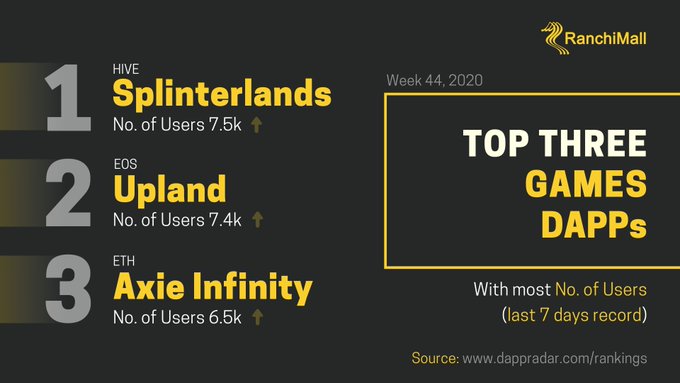 RanchiMall
1
HIVE
Splinterlands
No. of Users 7.5k
2
EOS
Upland
No. of Users 7.4k
3
ETH
Axie Infinity
No. of Users 6.5k
Week 44, 2020
TOP THREE
GAMES
DAPPs
With most No. of Users
(last 7 days record)
Source: www.dappradar.com/rankings